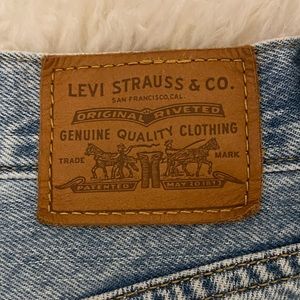 LEVI STRAUSS & CO.
SAN FRANCISCO, CAL.
ORIGINAL RIVETED
GENUINE QUALITY CLOTHING
TRADE MARK
PATENTED MAY 20 1873